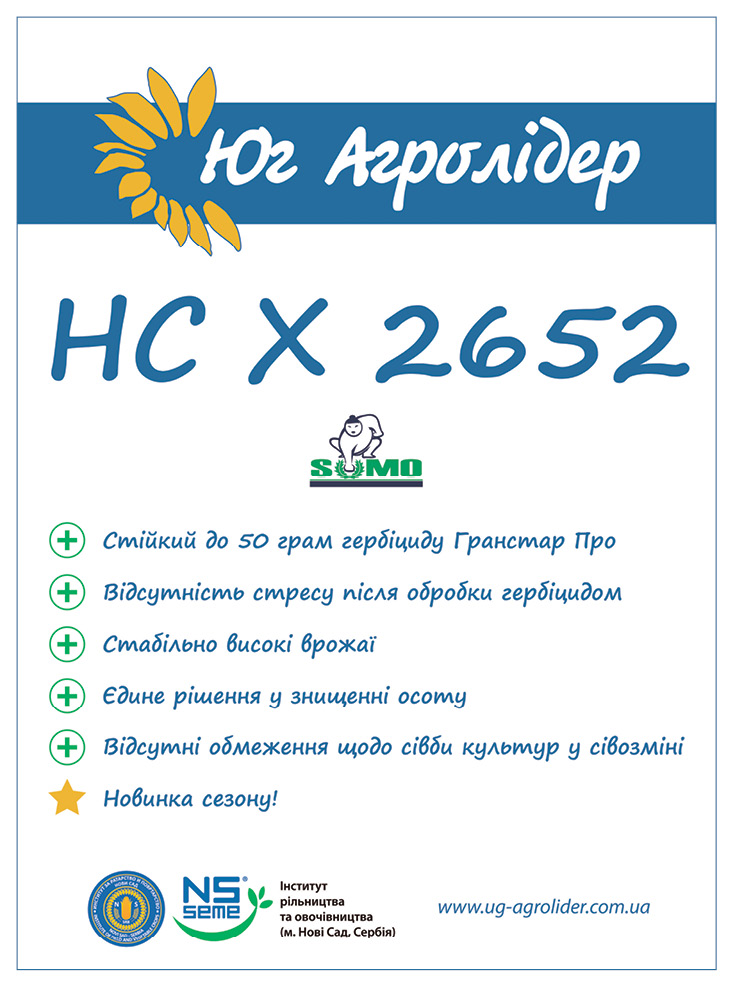 Юг Агролідер
НС Х 2652
SUMO
Стійкий до 50 грам гербіциду Гранстар Про
Відсутність стресу після обробки гербіцидом
Стабільно високі врожаї
Єдине рішення у знищенні осоту
Відсутні обмеження щодо сівби культур у сівозміні
Новинка сезону!
NS®
seme
Інститут
рільництва
та овочівництва
(м. Нові Сад, Сербія)
www.ug-agrolider.com.ua